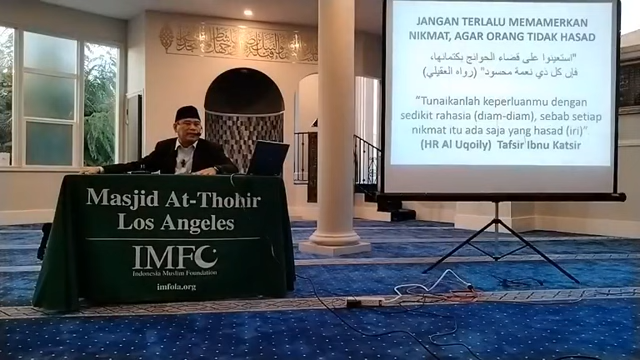 JANGAN TERLALU MEMAMERKAN
NIKMAT, AGAR ORANG TIDAK HASAD
"استعينوا على قضاء الحوائج بكتمانها،
فإن كل ذي نعمة محسود" (رواه العقيلي)
"Tunaikanlah keperluanmu dengan
sedikit rahasia (diam-diam), sebab setiap
nikmat itu ada saja yang hasad (iri)".
(HR Al Uqoily) Tafsir Ibnu Katsir
Masjid At-Thohir
Los Angeles
IMFC
Indonesia Muslim Foundation
imfola.org